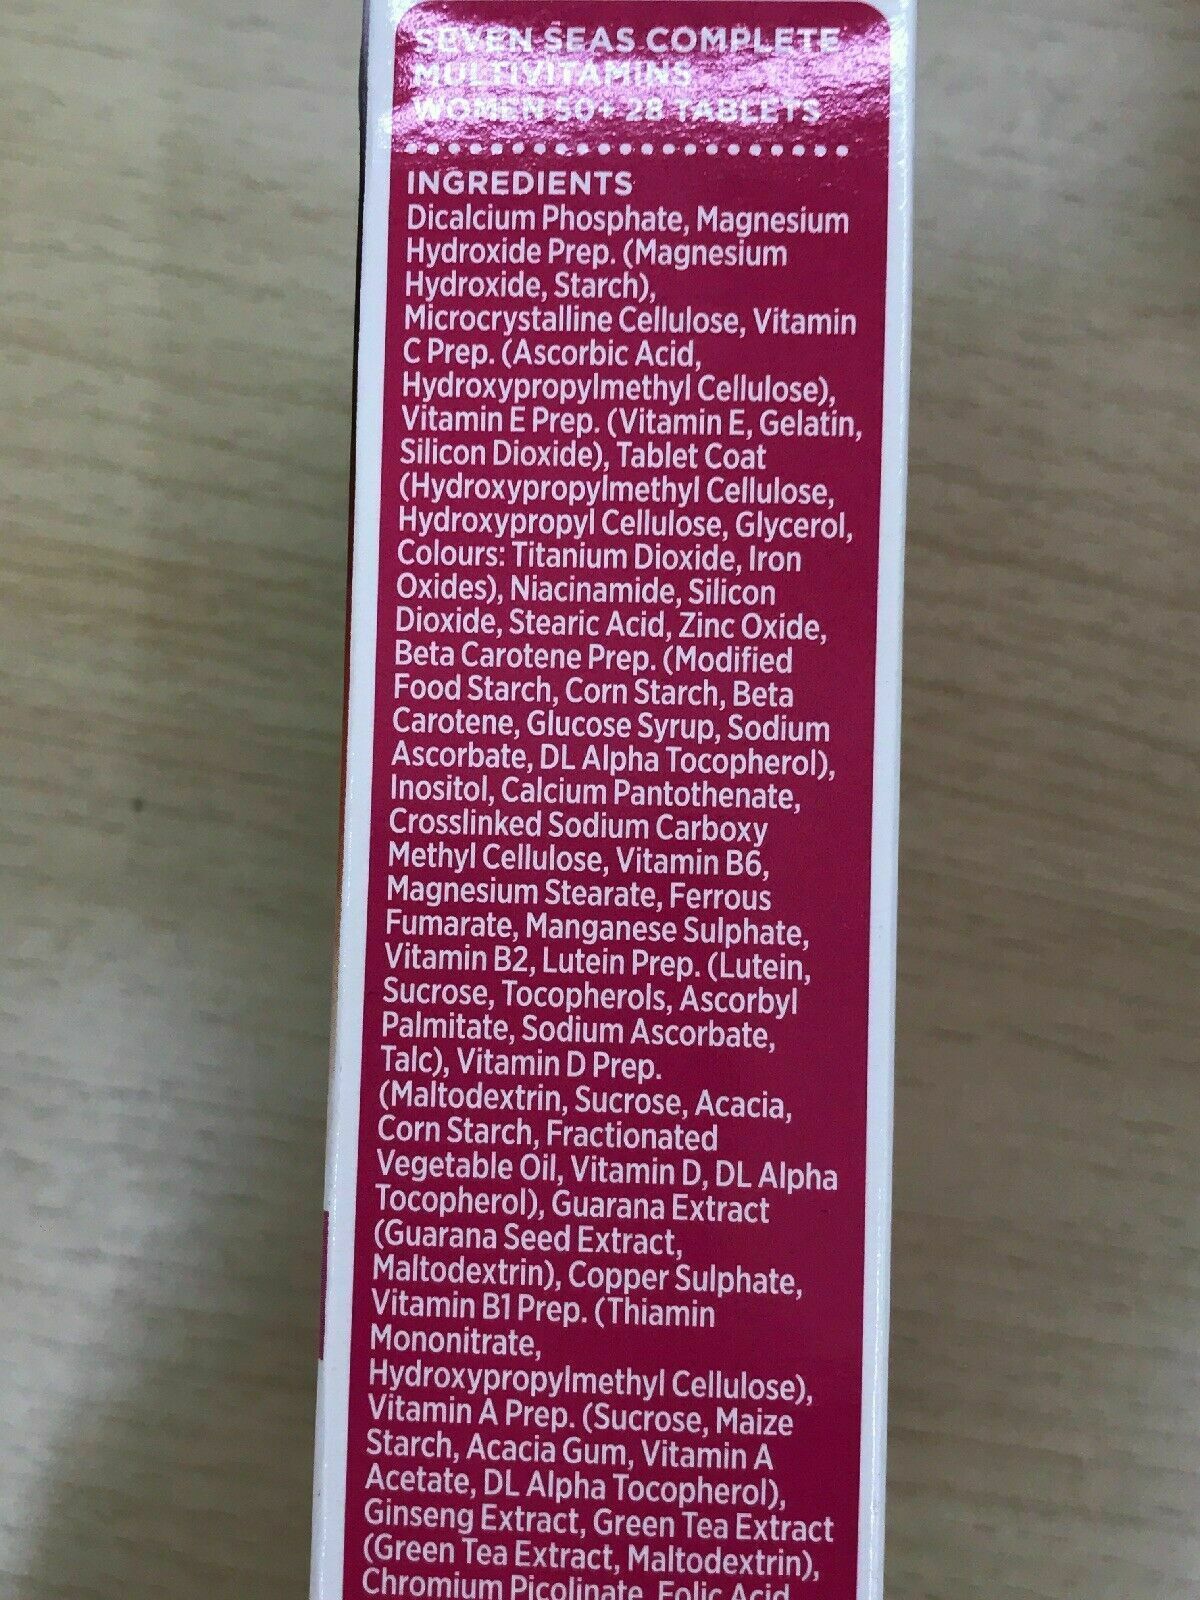 SEVEN SEAS COMPLETE
MULTIVITAMINS
WOMEN 50+ 28 TABLETS
INGREDIENTS
Dicalcium Phosphate, Magnesium
Hydroxide Prep. (Magnesium
Hydroxide, Starch),
Microcrystalline Cellulose, Vitamin
C Prep. (Ascorbic Acid,
Hydroxypropylmethyl Cellulose),
Vitamin E Prep. (Vitamin E, Gelatin,
Silicon Dioxide), Tablet Coat
(Hydroxypropylmethyl Cellulose,
Hydroxypropyl Cellulose, Glycerol,
Colours: Titanium Dioxide, Iron
Oxides), Niacinamide, Silicon
Dioxide, Stearic Acid, Zinc Oxide,
Beta Carotene Prep. (Modified
Food Starch, Corn Starch, Beta
Carotene, Glucose Syrup, Sodium
Ascorbate, DL Alpha Tocopherol),
Inositol, Calcium Pantothenate,
Crosslinked Sodium Carboxy
Methyl Cellulose, Vitamin B6,
Magnesium Stearate, Ferrous
Fumarate, Manganese Sulphate,
Vitamin B2, Lutein Prep. (Lutein,
Sucrose, Tocopherols, Ascorbyl
Palmitate, Sodium Ascorbate,
Talc), Vitamin D Prep.
(Maltodextrin, Sucrose, Acacia,
Corn Starch, Fractionated
Vegetable Oil, Vitamin D, DL Alpha
Tocopherol), Guarana Extract
(Guarana Seed Extract,
Maltodextrin), Copper Sulphate,
Vitamin B1 Prep. (Thiamin
Mononitrate,
Hydroxypropylmethyl Cellulose),
Vitamin A Prep. (Sucrose, Maize
Starch, Acacia Gum, Vitamin A
Acetate, DL Alpha Tocopherol),
Ginseng Extract, Green Tea Extract
(Green Tea Extract, Maltodextrin),
Chromium Picolinate, Folic Acid